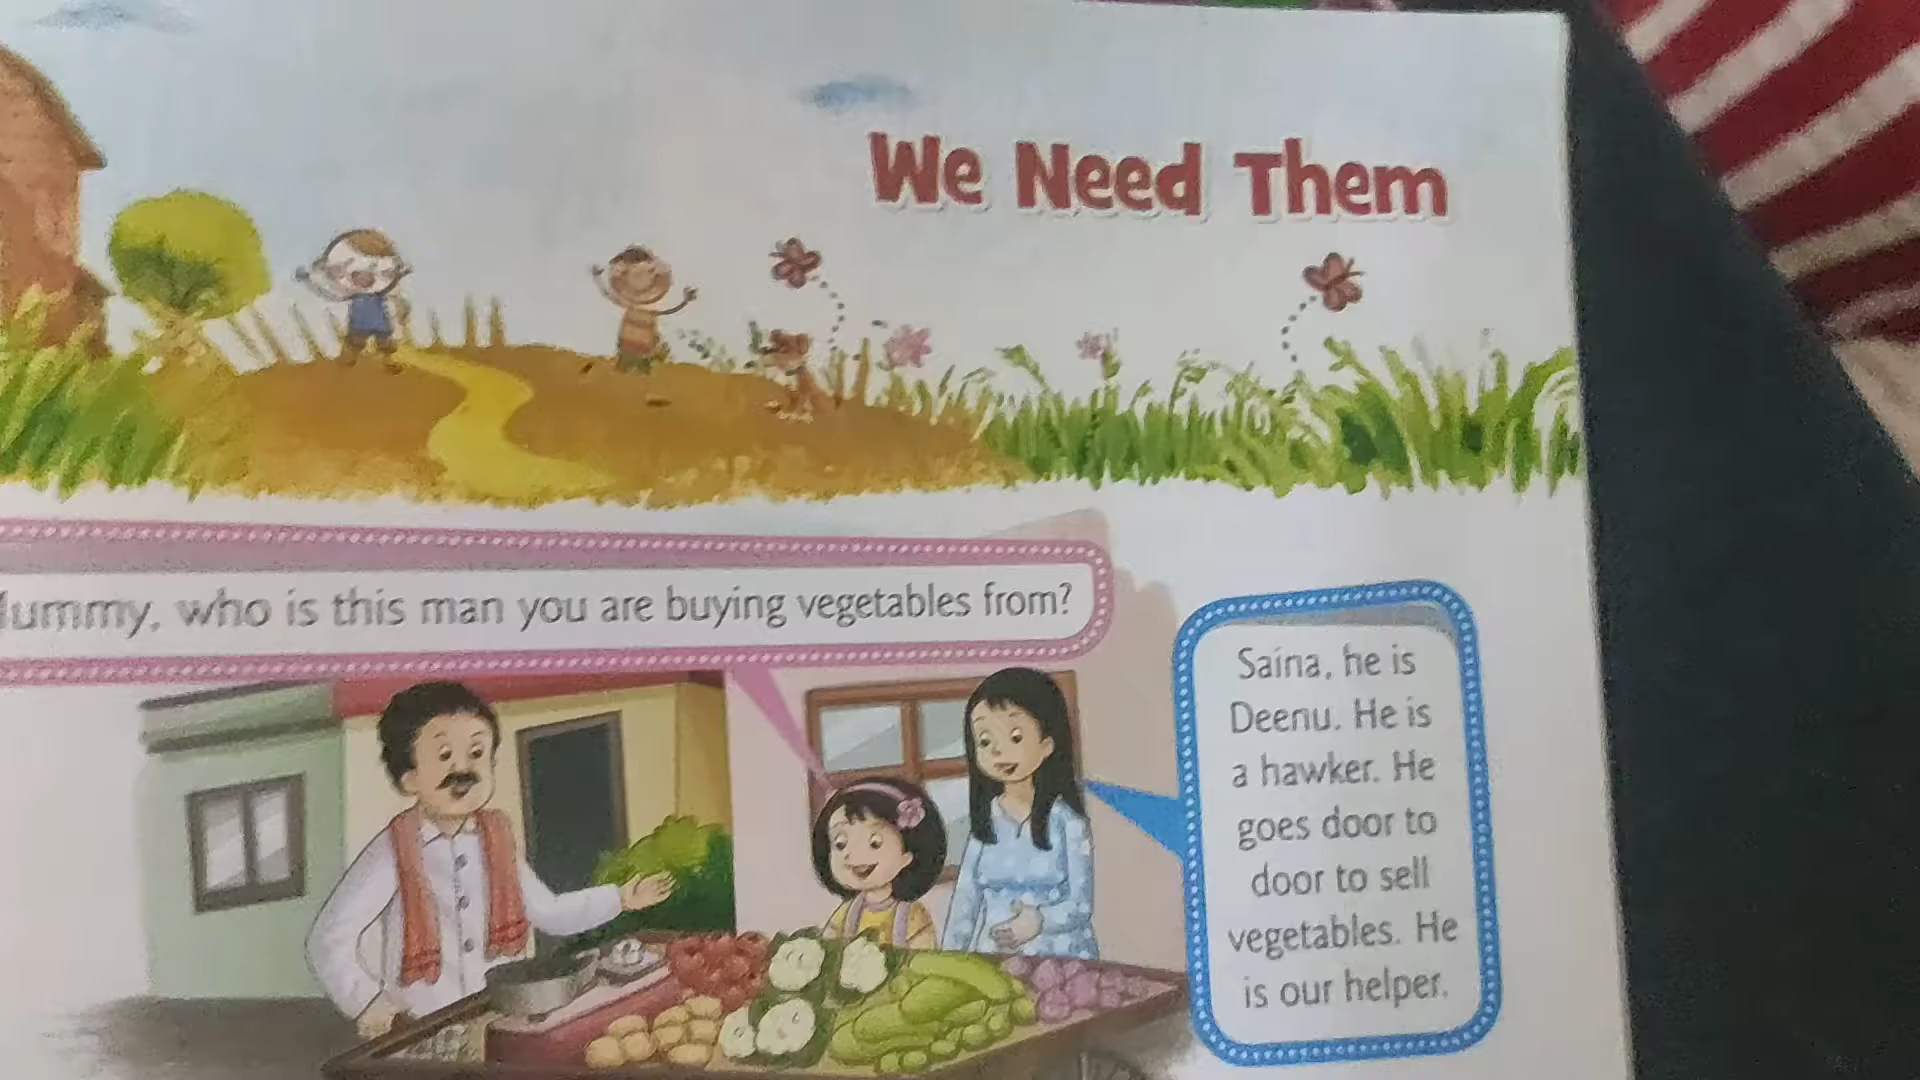 We Need Them
who is this man you are buying vegetables from?
Saina, he is
Deenu. He is
a hawker. He
goes door to
door to sell
vegetables. He
is our helper.